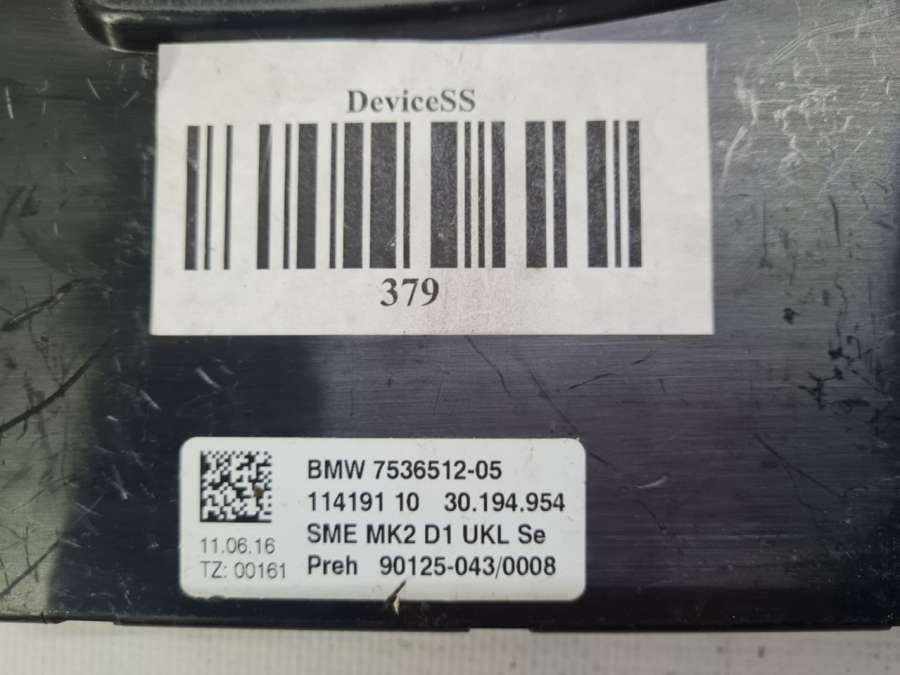 DeviceSS
379
BMW 7536512-05
114191 10 30.194.954
SME MK2 D1 UKL Se
11.06.16
TZ: 00161
Preh 90125-043/0008